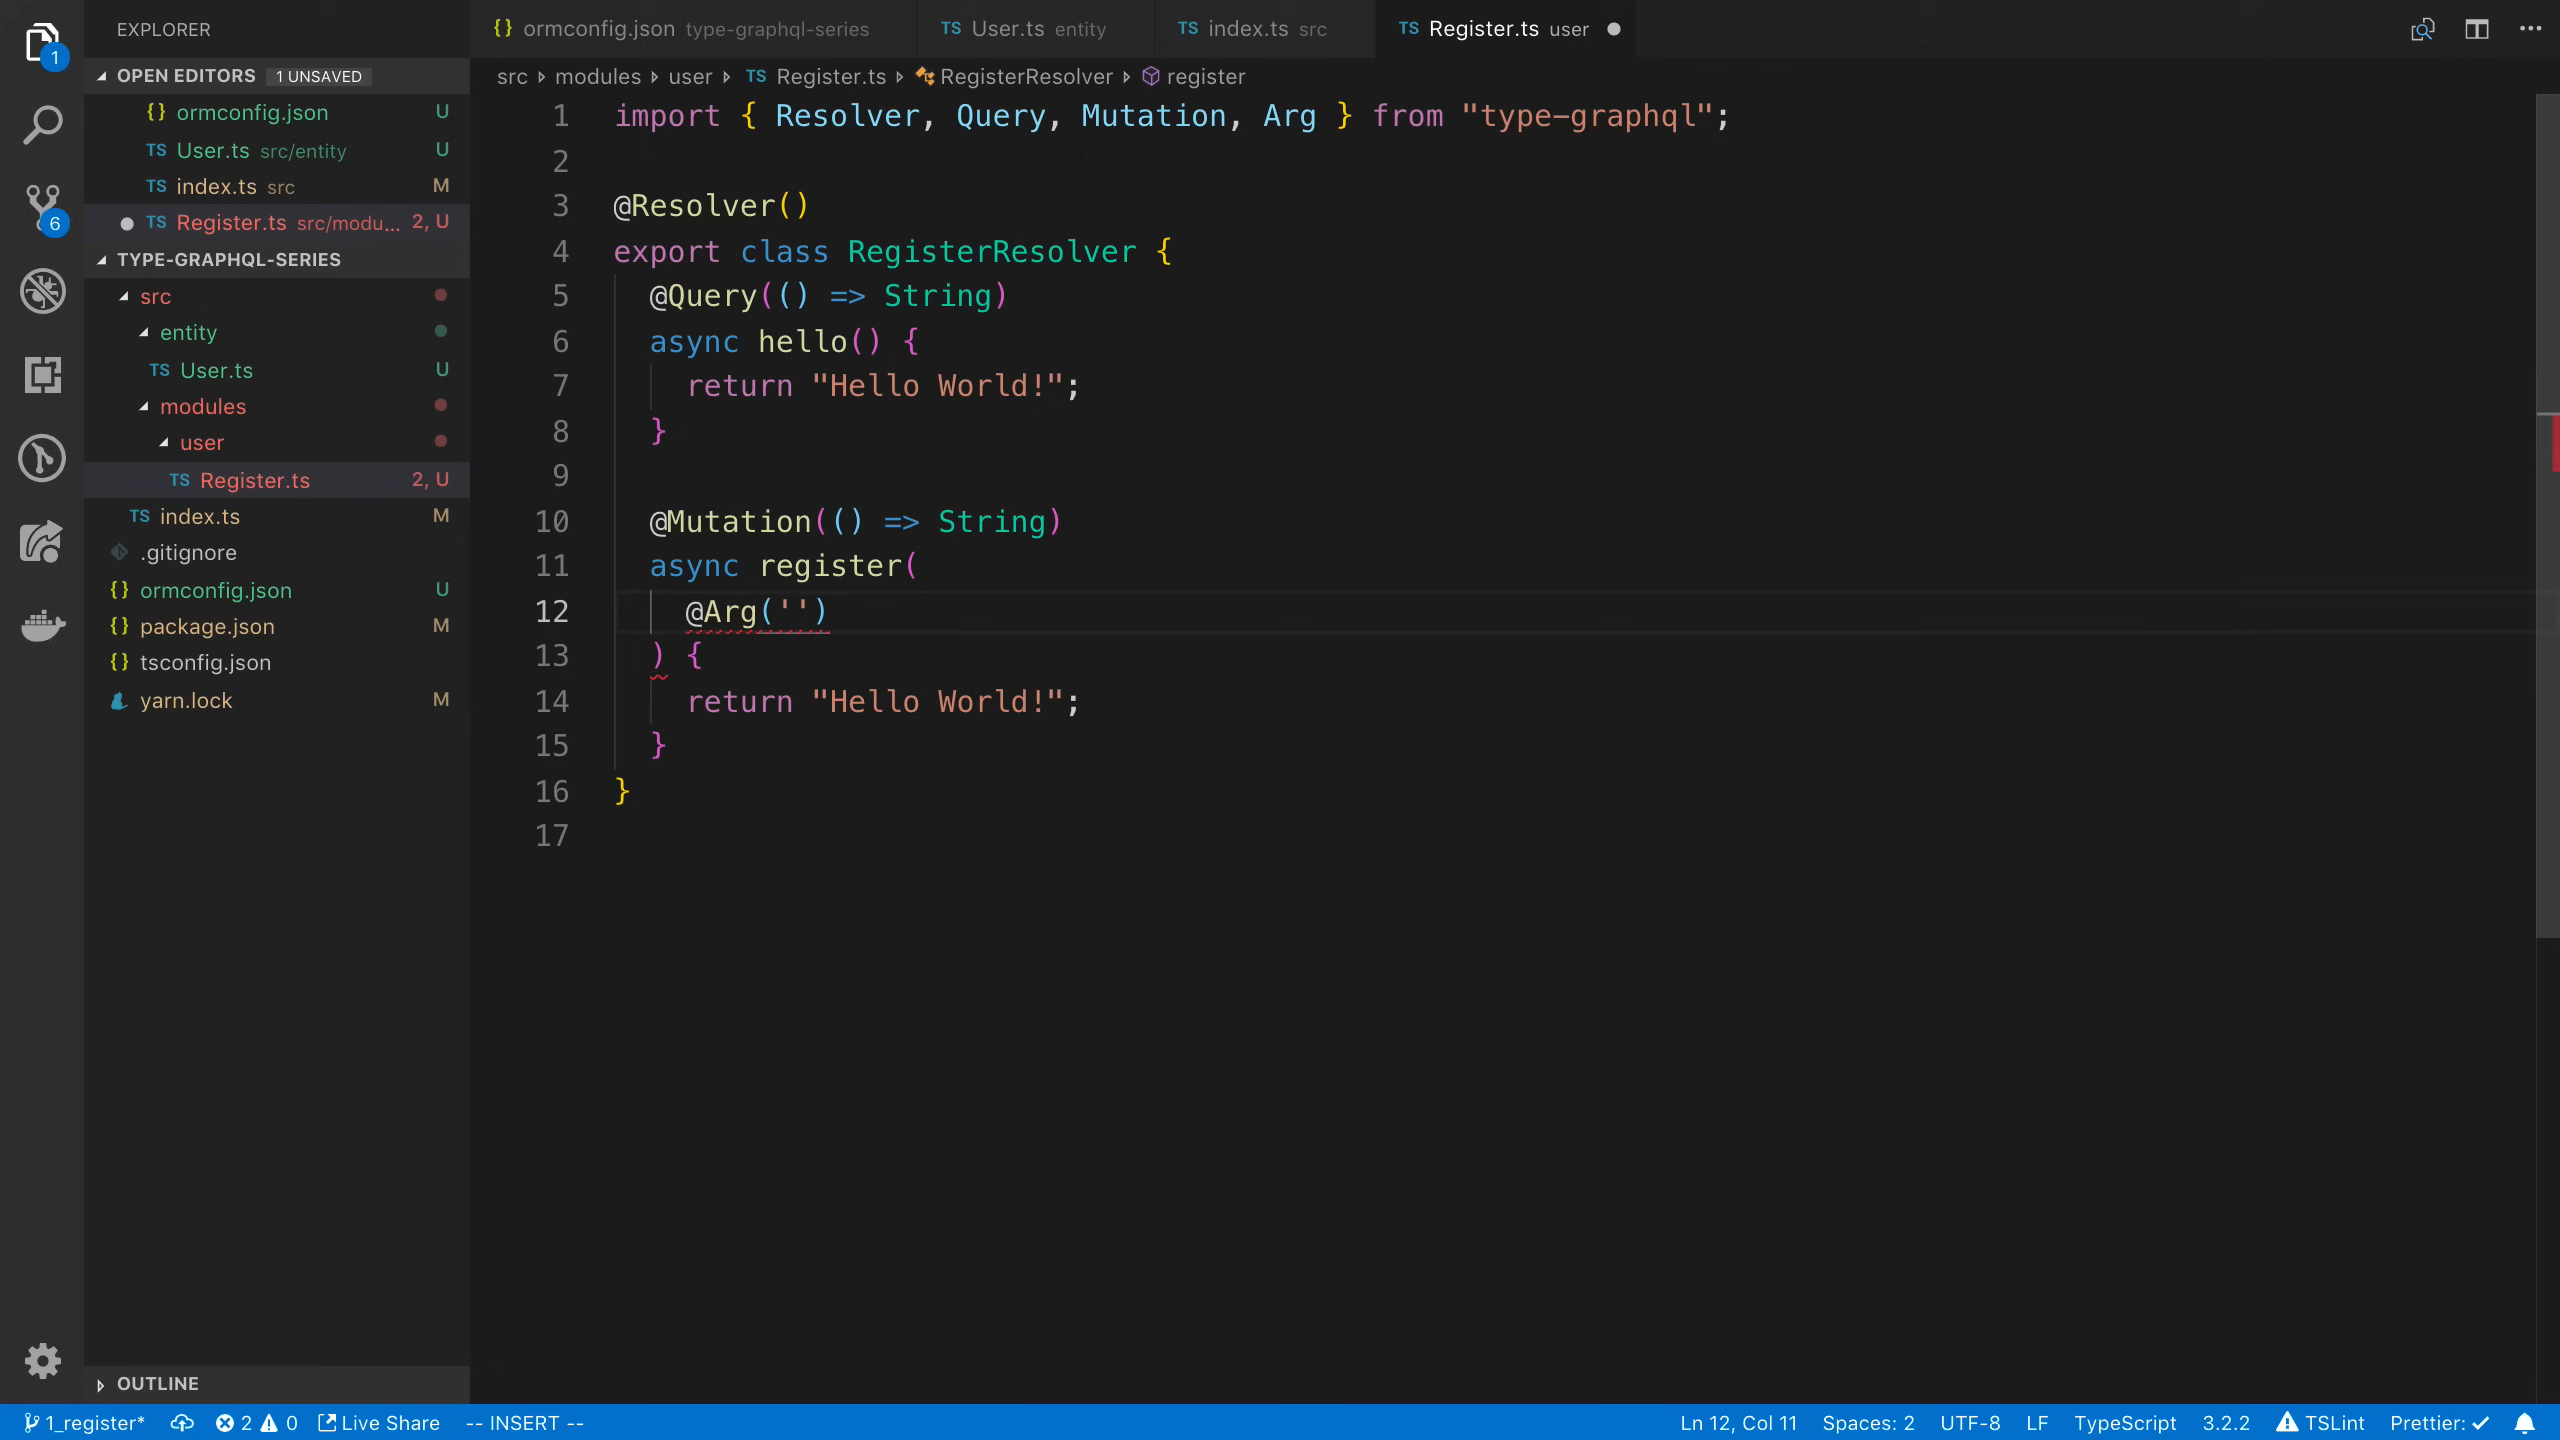 EXPLORER
OPEN EDITORS 1 UNSAVED
{} ormconfig.json U
TS User.ts src/entity U
TS index.ts src M
● TS Register.ts src/modu... 2, U
TYPE-GRAPHQL-SERIES
src
entity
TS User.ts U
modules
user
TS Register.ts 2, U
TS index.ts M
.gitignore
{} ormconfig.json U
{} package.json M
{} tsconfig.json
yarn.lock M
OUTLINE
1
6
{} ormconfig.json type-graphql-series TS User.ts entity TS index.ts src TS Register.ts user ●
src › modules › user › TS Register.ts › RegisterResolver › register
1 import { Resolver, Query, Mutation, Arg } from "type-graphql";
2
3 @Resolver()
4 export class RegisterResolver {
5 @Query(() => String)
6 async hello() {
7 return "Hello World!";
8 }
9
10 @Mutation(() => String)
11 async register(
12 @Arg('')
13 ) {
14 return "Hello World!";
15 }
16 }
17
1_register* 2 0 Live Share -- INSERT -- Ln 12, Col 11 Spaces: 2 UTF-8 LF TypeScript 3.2.2 TSLint Prettier: ✓